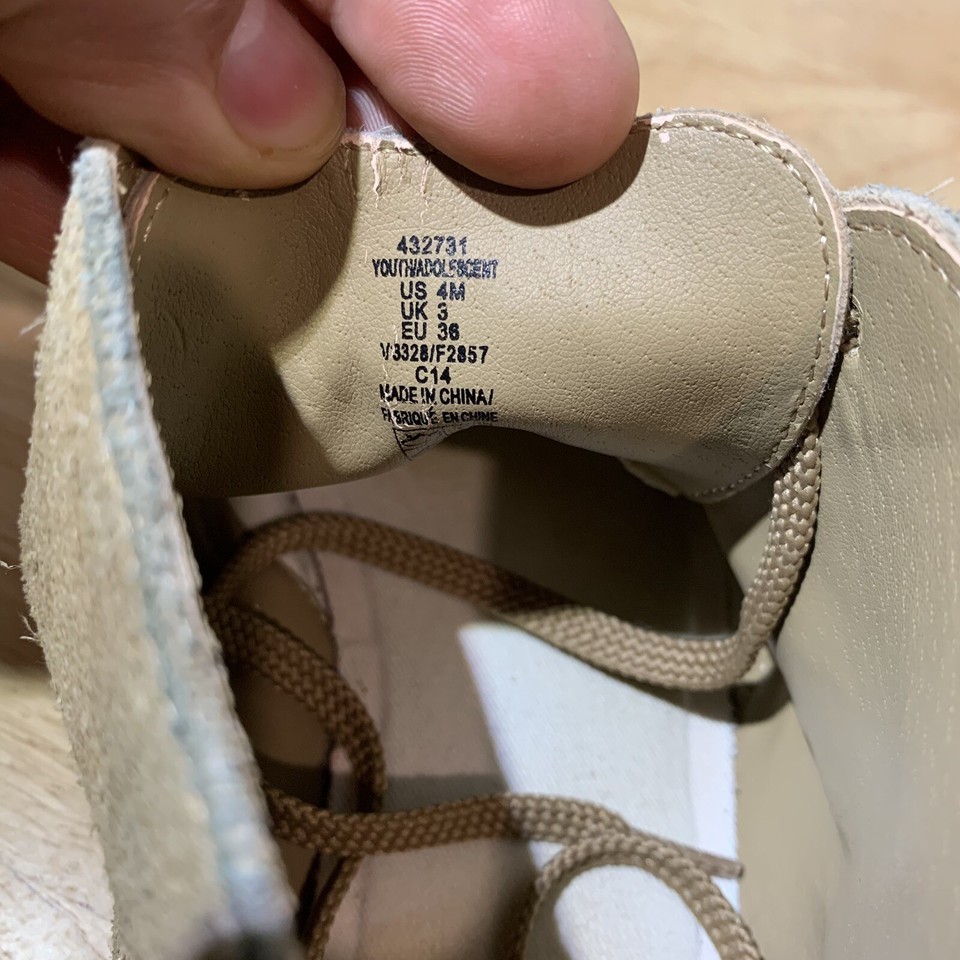 432731
YOUTH/ADOLESCENT
US 4M
UK 3
EU 36
V3328/F2857
C14
MADE IN CHINA/
FABRIQUÉ EN CHINE